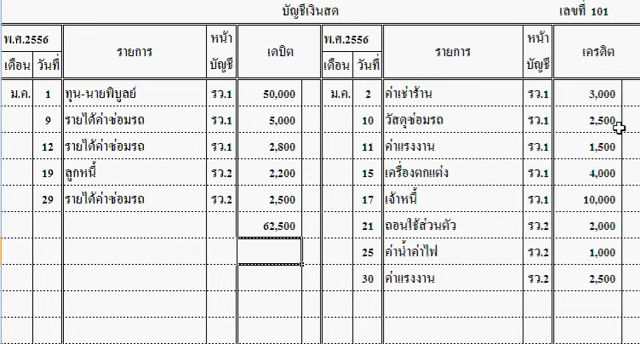 บัญชีเงินสด เลขที่ 101
พ.ศ.2556 รายการ หน้าบัญชี เดบิต พ.ศ.2556 รายการ หน้าบัญชี เครดิต
เดือน วันที่ เดือน วันที่
ม.ค. 1 ทุน-นายพิบูลย์ รว.1 50,000 ม.ค. 2 ค่าเช่าร้าน รว.1 3,000
9 รายได้ค่าซ่อมรถ รว.1 5,000 10 วัสดุซ่อมรถ รว.1 2,500
12 รายได้ค่าซ่อมรถ รว.1 2,800 11 ค่าแรงงาน รว.1 1,500
19 ลูกหนี้ รว.2 2,200 15 เครื่องตกแต่ง รว.1 4,000
29 รายได้ค่าซ่อมรถ รว.2 2,500 17 เจ้าหนี้ รว.1 10,000
62,500 21 ถอนใช้ส่วนตัว รว.2 2,000
25 ค่าน้ำค่าไฟ รว.2 1,000
30 ค่าแรงงาน รว.2 2,500